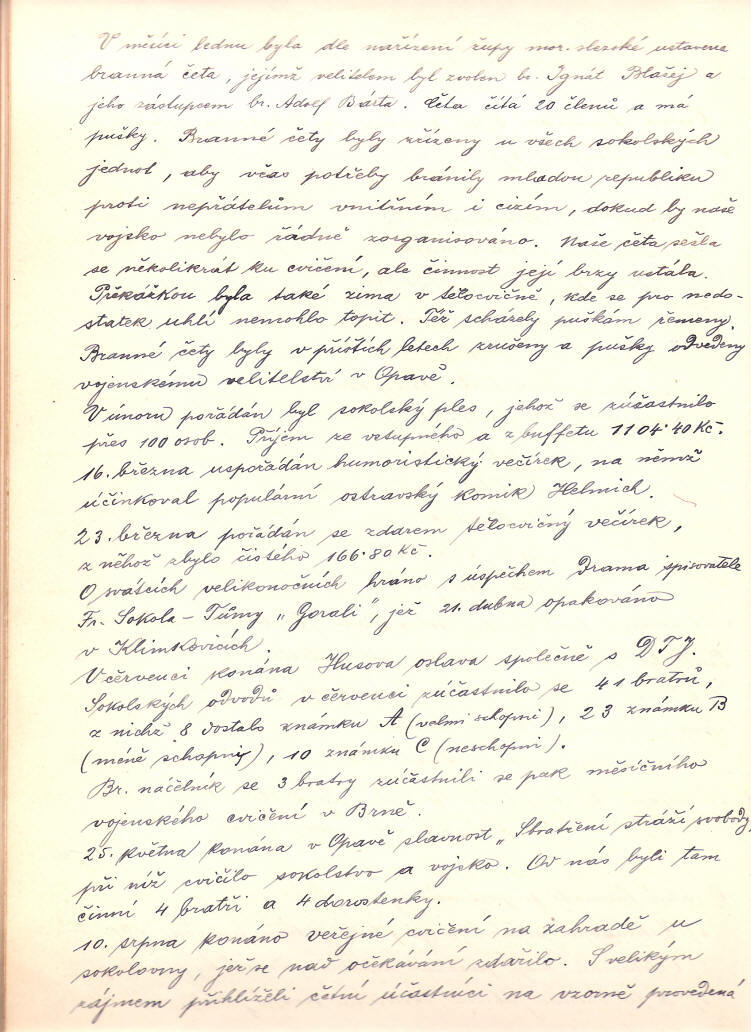 V měsíci lednu byla dle nařízení župy mor. slezské ustavena
branná četa, jejímž velitelem byl zvolen br. Ignát Blažej a
jeho zástupcem br. Adolf Bárta. Četa čítá 20 členů a má
pušky. Branné čety byly zřízeny u všech sokolských
jednot, aby včas potřeby bránily mladou republiku
proti nepřátelům vnitřním i cizím, dokud by naše
vojsko nebylo řádně zorganisováno. Naše četa sešla
se několikrát ku cvičení, ale činnost její brzy ustala.
Překážkou byla také zima v tělocvičně, kde se pro nedo-
statek uhlí nemohlo topit. Též scházely puškám řemeny.
Branné čety byly v příštích letech zrušeny a pušky odvedeny
vojenskému velitelství v Opavě.
V únoru pořádán byl sokolský ples, jehož se zúčastnilo
přes 100 osob. Příjem ze vstupného a z buffetu 1104·40 Kč.
16. března uspořádán humoristický večírek, na němž
účinkoval populární ostravský komik Helmich.
23. března pořádán se zdarem tělocvičný večírek,
z něhož zbylo čistého 166·80 Kč.
O svátcích velikonočních hráno s úspěchem Drama spisovatele
Fr. Sokola-Tůmy „Gorali", jež 21. dubna opakováno
v Klimkovicích.
V červenci konána Husova oslava společně s DTJ.
Sokolských odvodů v červenci zúčastnilo se 41 bratrů,
z nichž 8 dostalo známku A (velmi schopni), 23 známku B
(méně schopni), 10 známku C (neschopni).
Br. náčelník se 3 bratry zúčastnili se pak měsíčního
vojenského cvičení v Brně.
25. května konána v Opavě slavnost „Sbratření stráží svobody,
při níž cvičilo sokolstvo a vojsko. Od nás byli tam
činní 4 bratři a 4 dorostenky.
10. srpna konáno veřejné cvičení na zahradě u
sokolovny, jež se nad očekávání zdařilo. S velikým
zájmem přihlíželi četní účastníci na vzorně provedená